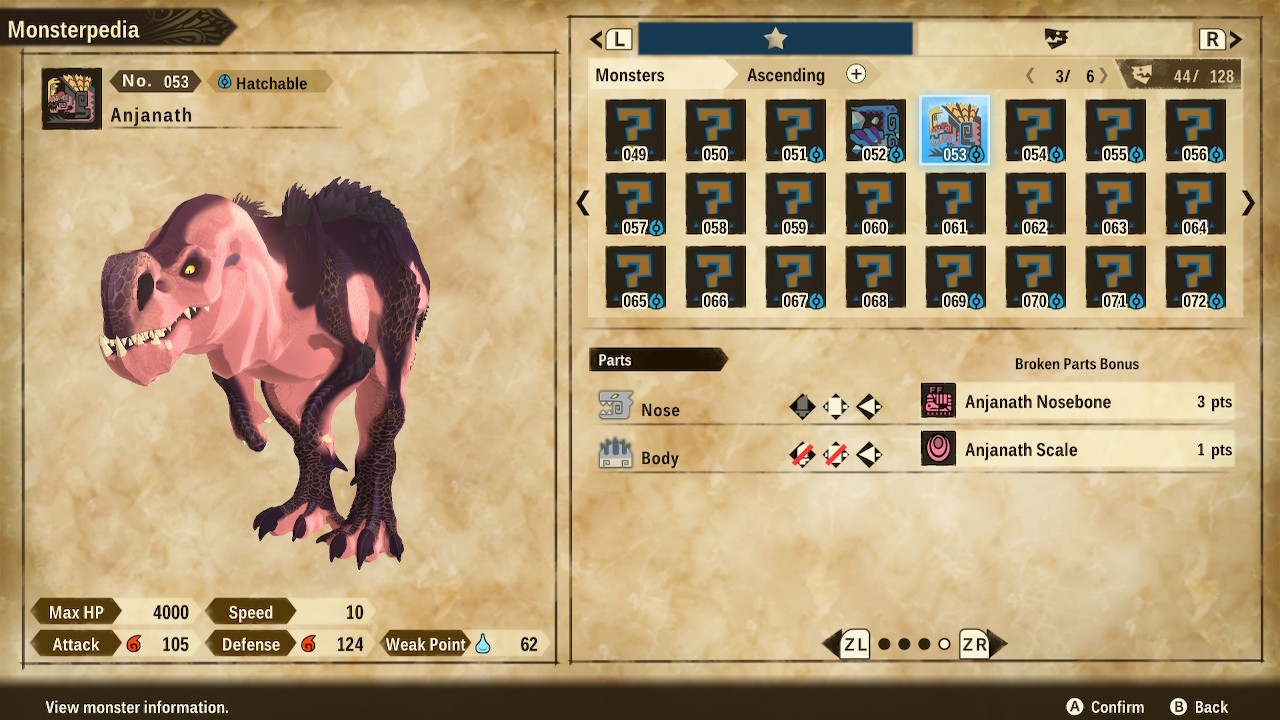 Monsterpedia
No. 053
Hatchable
Anjanath
L
R
Monsters
Ascending
3/ 6
44/ 128
049 050 051 052 053 054 055 056
057 058 059 060 061 062 063 064
065 066 067 068 069 070 071 072
Parts
Broken Parts Bonus
Nose
Anjanath Nosebone 3 pts
Body
Anjanath Scale 1 pts
Max HP 4000 Speed 10
Attack 105 Defense 124 Weak Point 62
ZL ZR
View monster information.
A Confirm B Back